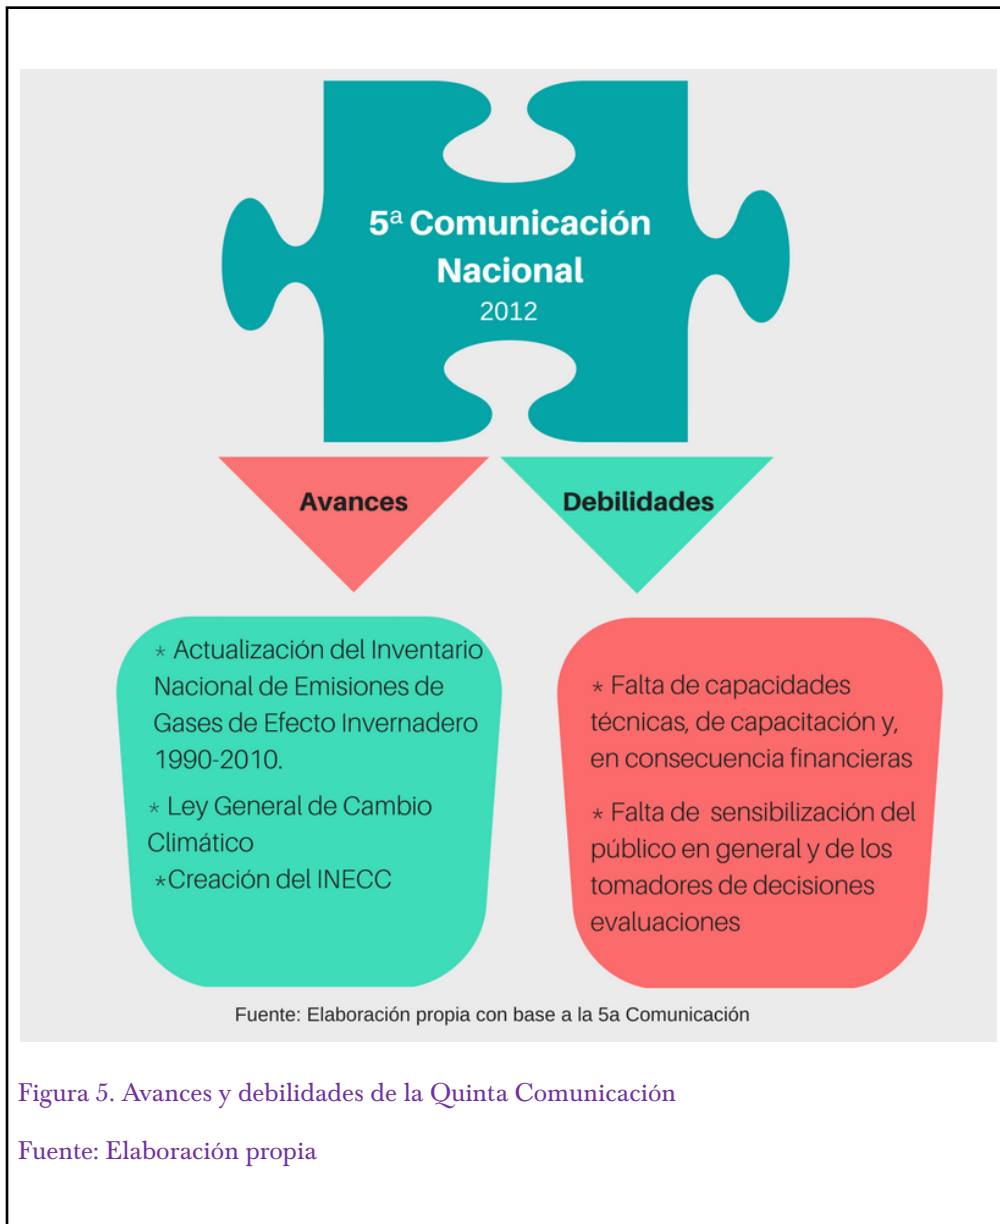 5ª Comunicación
Nacional
2012
Avances
Debilidades
* Actualización del Inventario
Nacional de Emisiones de
Gases de Efecto Invernadero
1990-2010.
* Ley General de Cambio
Climático
*Creación del INECC
* Falta de capacidades
técnicas, de capacitación y,
en consecuencia financieras
* Falta de sensibilización del
público en general y de los
tomadores de decisiones
evaluaciones
Fuente: Elaboración propia con base a la 5a Comunicación
Figura 5. Avances y debilidades de la Quinta Comunicación
Fuente: Elaboración propia